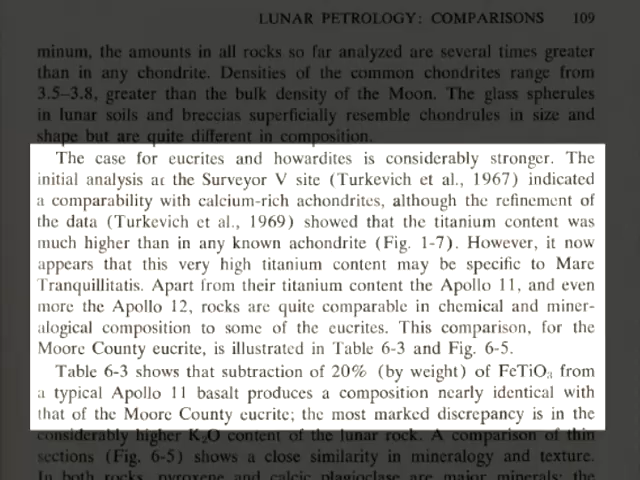 LUNAR PETROLOGY: COMPARISONS 109
minum, the amounts in all rocks so far analyzed are several times greater
than in any chondrite. Densities of the common chondrites range from
3.5–3.8, greater than the bulk density of the Moon. The glass spherules
in lunar soils and breccias superficially resemble chondrules in size and
shape but are quite different in composition.
The case for eucrites and howardites is considerably stronger. The
initial analysis at the Surveyor V site (Turkevich et al., 1967) indicated
a comparability with calcium-rich achondrites, although the refinement of
the data (Turkevich et al., 1969) showed that the titanium content was
much higher than in any known achondrite (Fig. 1-7). However, it now
appears that this very high titanium content may be specific to Mare
Tranquillitatis. Apart from their titanium content the Apollo 11, and even
more the Apollo 12, rocks are quite comparable in chemical and miner-
alogical composition to some of the eucrites. This comparison, for the
Moore County eucrite, is illustrated in Table 6-3 and Fig. 6-5.
Table 6-3 shows that subtraction of 20% (by weight) of FeTiO₃ from
a typical Apollo 11 basalt produces a composition nearly identical with
that of the Moore County eucrite; the most marked discrepancy is in the
considerably higher K₂O content of the lunar rock. A comparison of thin
sections (Fig. 6-5) shows a close similarity in mineralogy and texture.
In both rocks, pyroxene and calcic plagioclase are major minerals; the